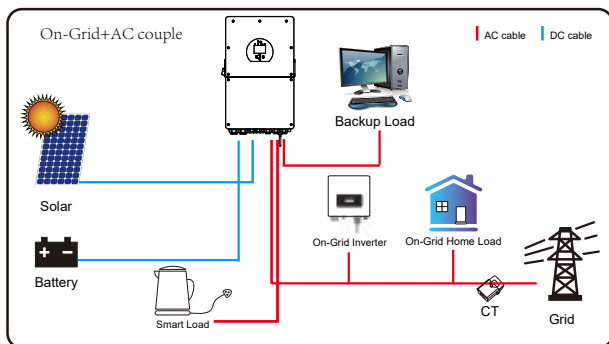 On-Grid+AC couple
AC cable
DC cable
Backup Load
Solar
On-Grid Inverter
On-Grid Home Load
Battery
Smart Load
CT
Grid